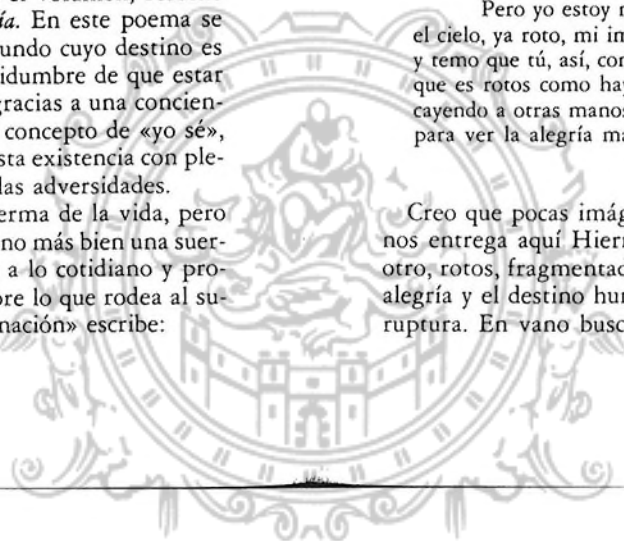 ía. En este poema se
undo cuyo destino es
idumbre de que estar
gracias a una concien-
concepto de «yo sé»,
sta existencia con ple-
las adversidades.
erma de la vida, pero
no más bien una suer-
a lo cotidiano y pro-
re lo que rodea al su-
nación» escribe:
Pero yo estoy
el cielo, ya roto, mi im
y temo que tú, así, con
que es rotos como hay
cayendo a otras manos
para ver la alegría ma
Creo que pocas imág
nos entrega aquí Hierr
otro, rotos, fragmentad
alegría y el destino hun
ruptura. En vano busc